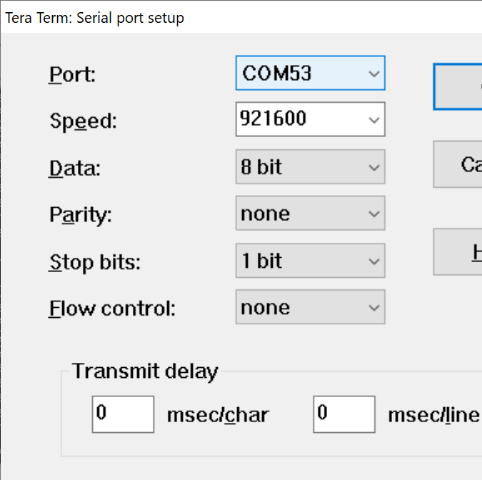 Tera Term: Serial port setup
Port: COM53
Speed: 921600
Data: 8 bit
Ca
Parity: none
Stop bits: 1 bit
H
Flow control: none
Transmit delay
0 msec/char 0 msec/line